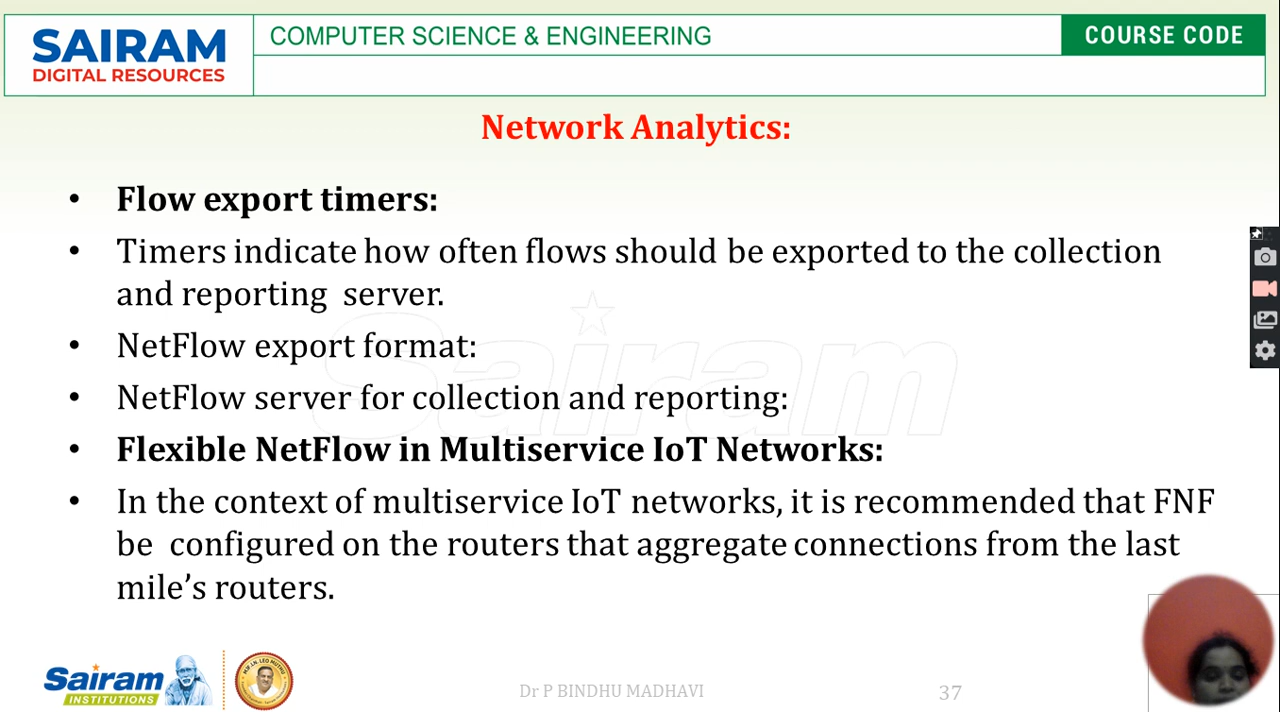 SAIRAM
DIGITAL RESOURCES
COMPUTER SCIENCE & ENGINEERING
COURSE CODE
Network Analytics:
• Flow export timers:
• Timers indicate how often flows should be exported to the collection
and reporting server.
• NetFlow export format:
• NetFlow server for collection and reporting:
• Flexible NetFlow in Multiservice IoT Networks:
• In the context of multiservice IoT networks, it is recommended that FNF
be configured on the routers that aggregate connections from the last
mile’s routers.
Sairam
Sairam
INSTITUTIONS
Dr P BINDHU MADHAVI
37